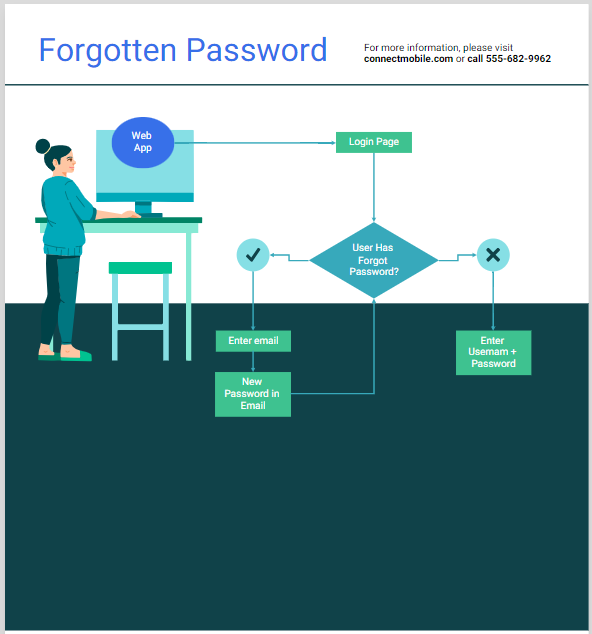 Forgotten Password
For more information, please visit
connectmobile.com or call 555-682-9962
Web
App
Login Page
User Has
Forgot
Password?
Enter email
New
Password in
Email
Enter
Usernam +
Password